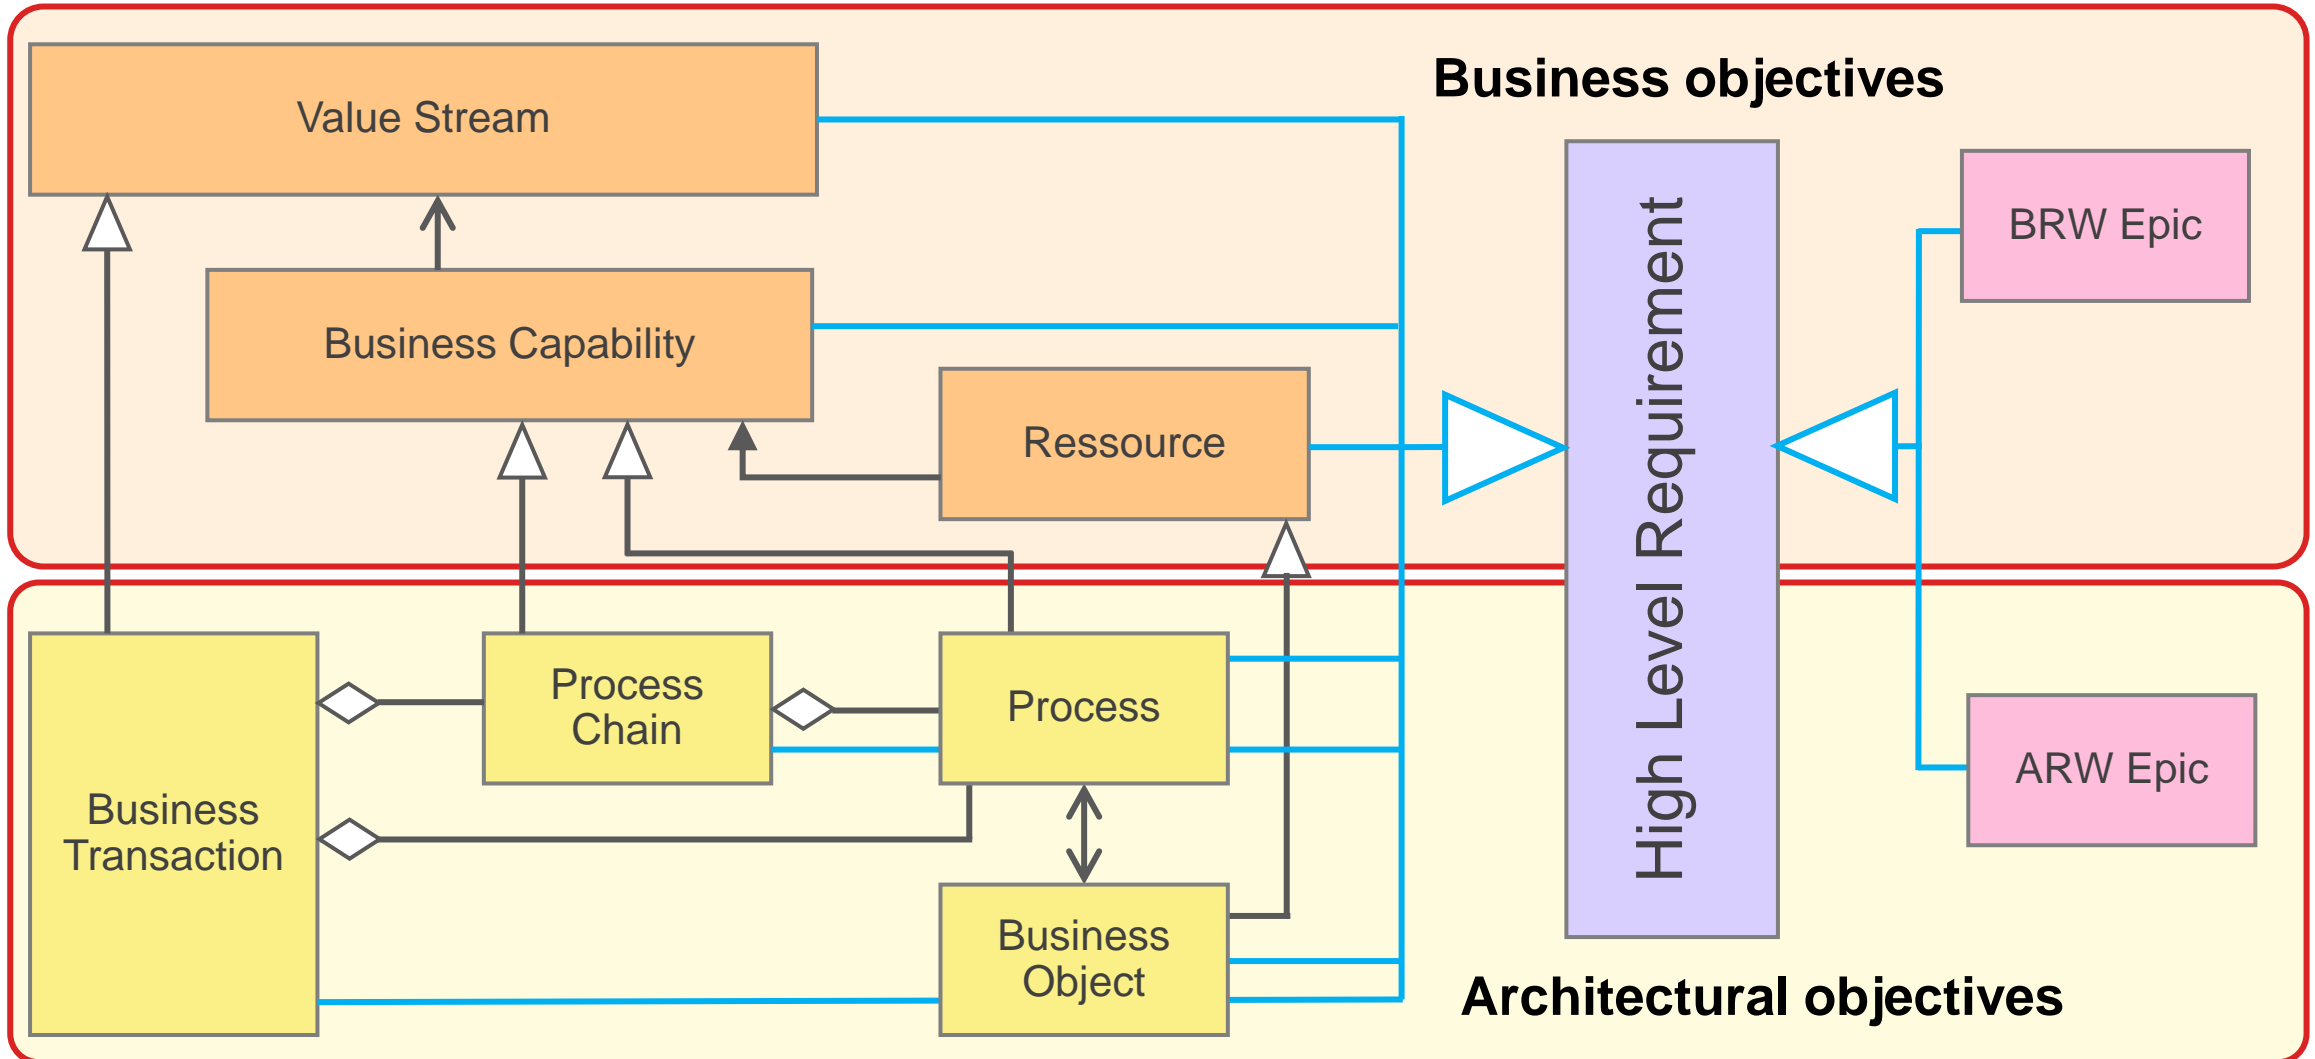 Business objectives
Value Stream
BRW Epic
Business Capability
Ressource
High Level Requirement
Process
Chain
Process
ARW Epic
Business
Transaction
Business
Object
Architectural objectives